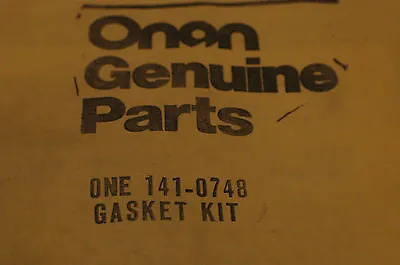 Onan
Genuine
Parts
ONE 141-0748
GASKET KIT